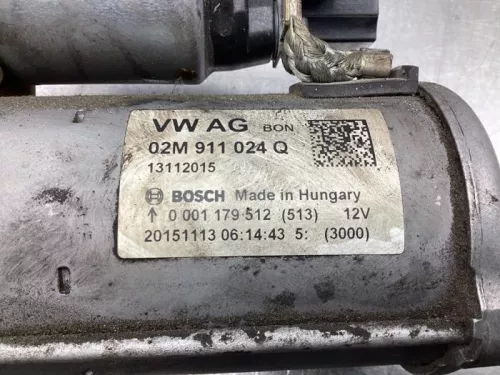 VW AG BON
02M 911 024 Q
13112015
BOSCH Made in Hungary
↑ 0 001 179 512 (513) 12V
20151113 06:14:43 5: (3000)